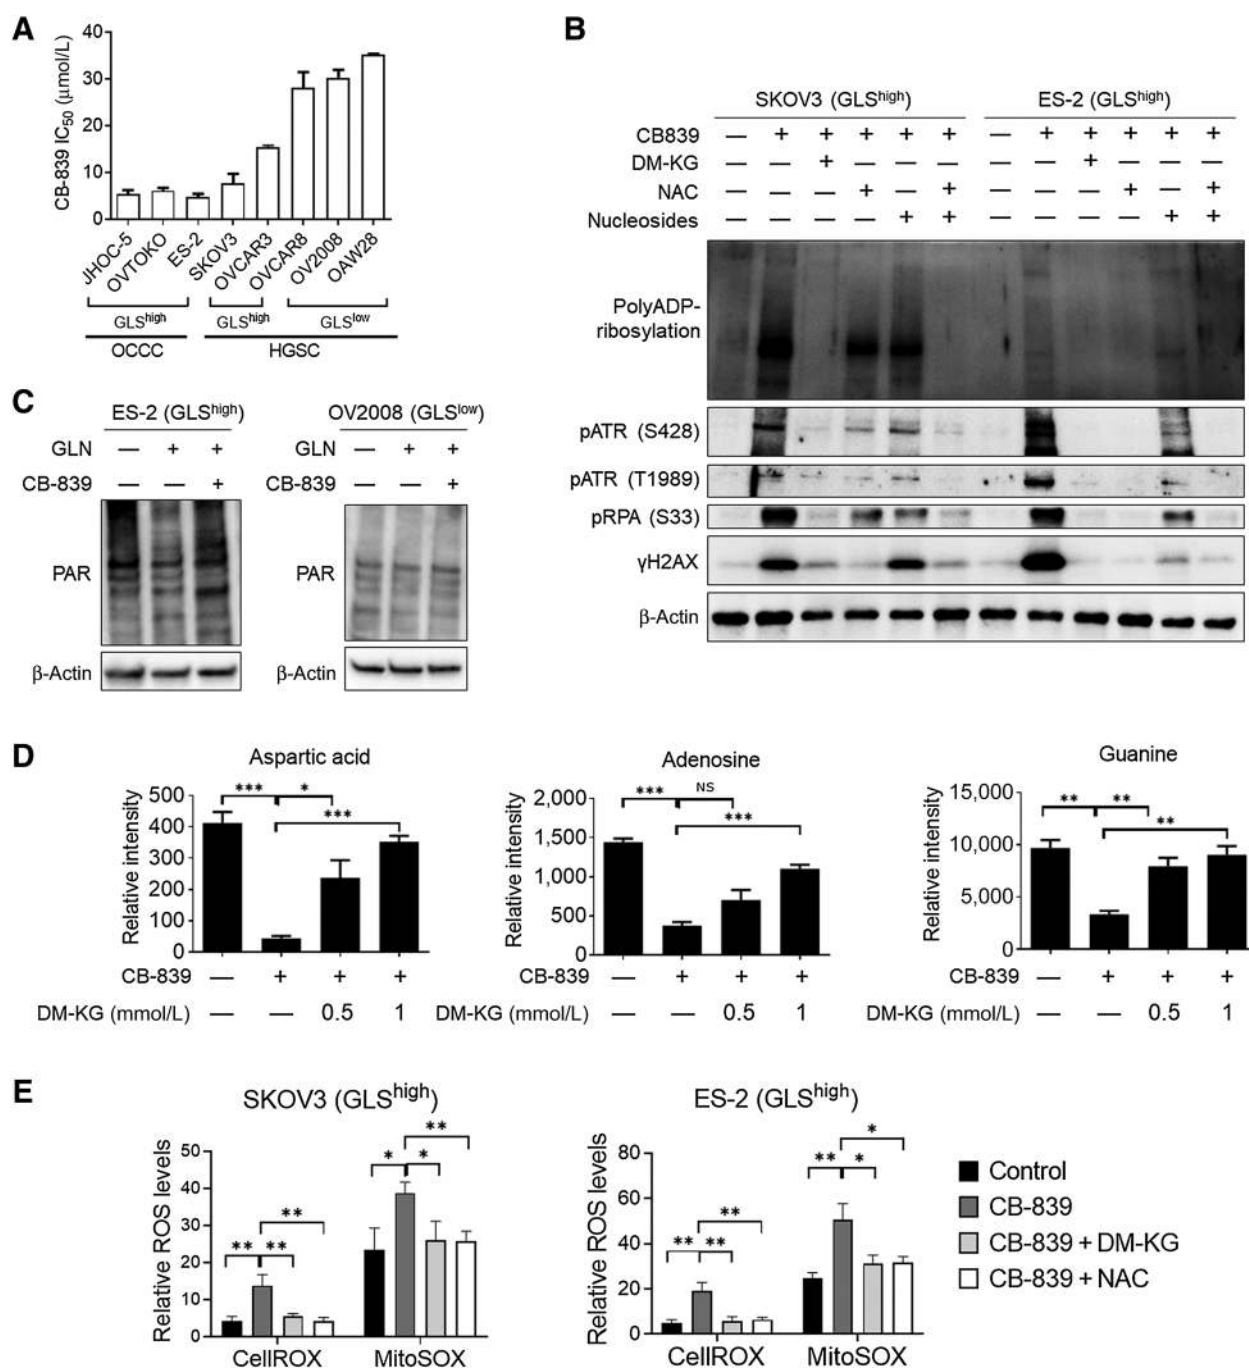 A
CB-839 IC50 (μmol/L)
40
30
20
10
0
JHOC-5
OVTOKO
ES-2
SKOV3
OVCAR3
OVCAR8
OV2008
OAW28
GLShigh
GLShigh
GLSlow
OCCC
HGSC
B
SKOV3 (GLShigh)
ES-2 (GLShigh)
CB839 — + + + + + — + + + + +
DM-KG — — + — — — — — + — — —
NAC — — — + — + — — — + — +
Nucleosides — — — — + + — — — — + +
PolyADP-
ribosylation
pATR (S428)
pATR (T1989)
pRPA (S33)
γH2AX
β-Actin
C
ES-2 (GLShigh)
OV2008 (GLSlow)
GLN — + +
CB-839 — — +
PAR
β-Actin
GLN — + +
CB-839 — — +
PAR
β-Actin
D
Aspartic acid
Relative intensity
500
400
300
200
100
0
*** *
***
CB-839 — + + +
DM-KG (mmol/L) — — 0.5 1
Adenosine
Relative intensity
2,000
1,500
1,000
500
0
*** NS
***
CB-839 — + + +
DM-KG (mmol/L) — — 0.5 1
Guanine
Relative intensity
15,000
10,000
5,000
0
** **
**
CB-839 — + + +
DM-KG (mmol/L) — — 0.5 1
E
SKOV3 (GLShigh)
Relative ROS levels
50
40
30
20
10
0
** **
**
* *
**
CellROX MitoSOX
ES-2 (GLShigh)
Relative ROS levels
80
60
40
20
0
** **
**
** *
*
CellROX MitoSOX
Control
CB-839
CB-839 + DM-KG
CB-839 + NAC